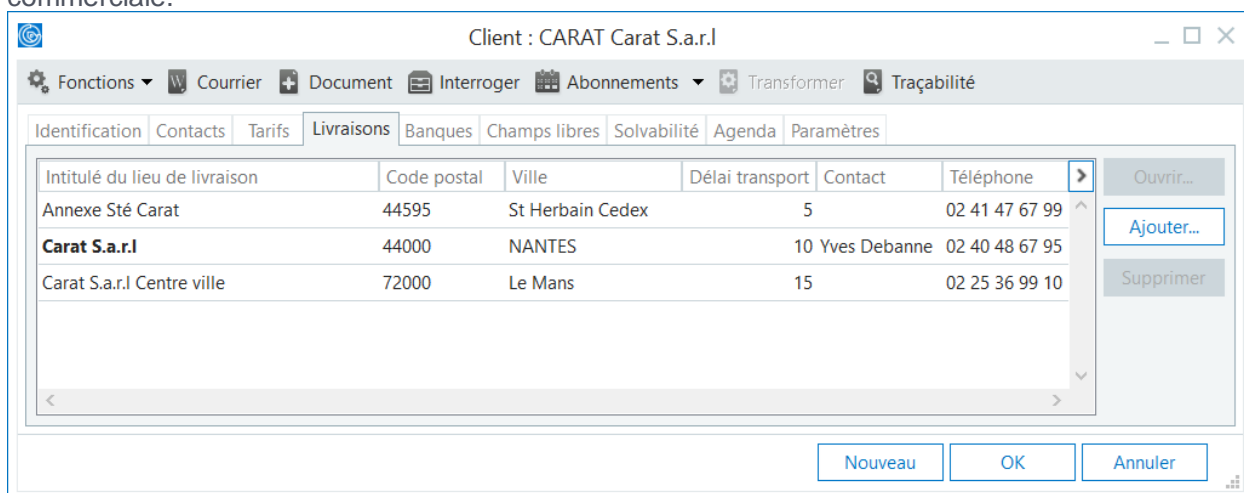 commerciale.
Client : CARAT Carat S.a.r.l
Fonctions Courrier Document Interroger Abonnements Transformer Traçabilité
Identification Contacts Tarifs Livraisons Banques Champs libres Solvabilité Agenda Paramètres
Intitulé du lieu de livraison Code postal Ville Délai transport Contact Téléphone Ouvrir...
Annexe Sté Carat 44595 St Herbain Cedex 5 02 41 47 67 99
Ajouter...
Carat S.a.r.l 44000 NANTES 10 Yves Debanne 02 40 48 67 95
Carat S.a.r.l Centre ville 72000 Le Mans 15 02 25 36 99 10 Supprimer
Nouveau OK Annuler